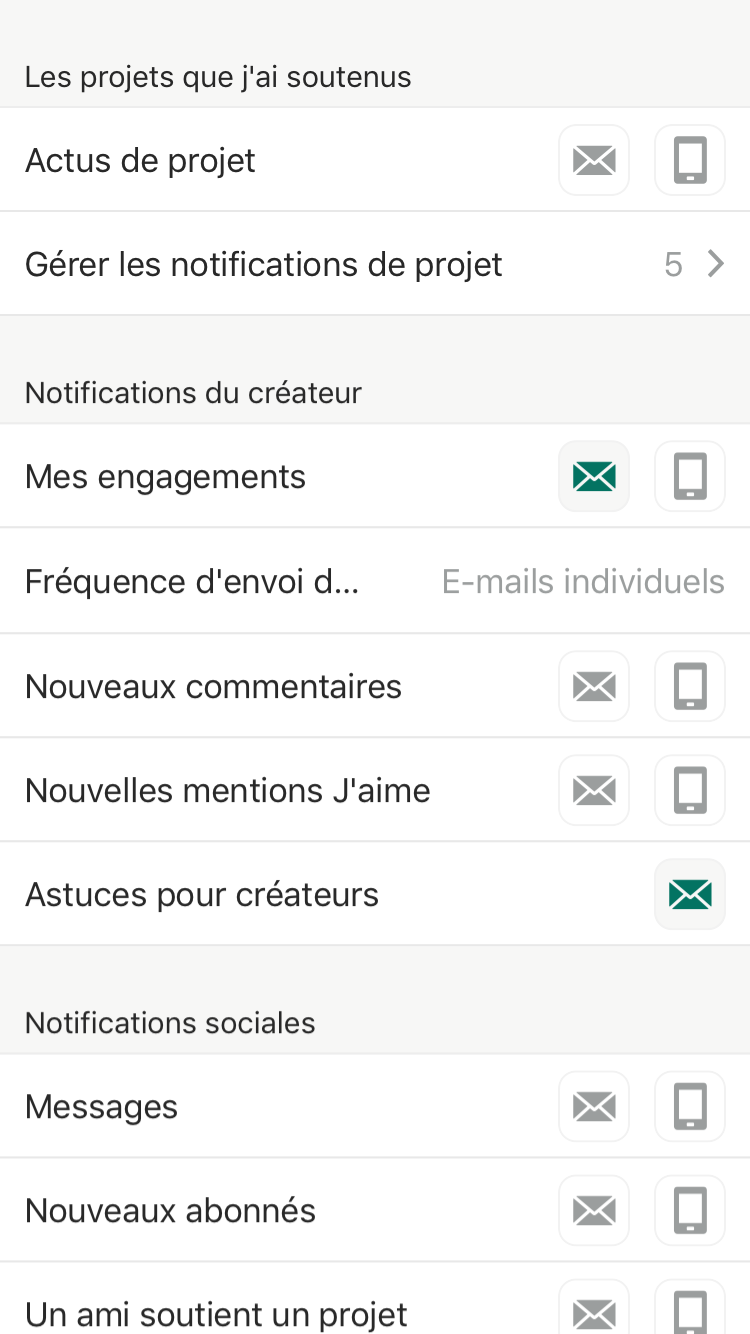 Les projets que j'ai soutenus
Actus de projet
Gérer les notifications de projet 5
Notifications du créateur
Mes engagements
Fréquence d'envoi d... E-mails individuels
Nouveaux commentaires
Nouvelles mentions J'aime
Astuces pour créateurs
Notifications sociales
Messages
Nouveaux abonnés
Un ami soutient un projet